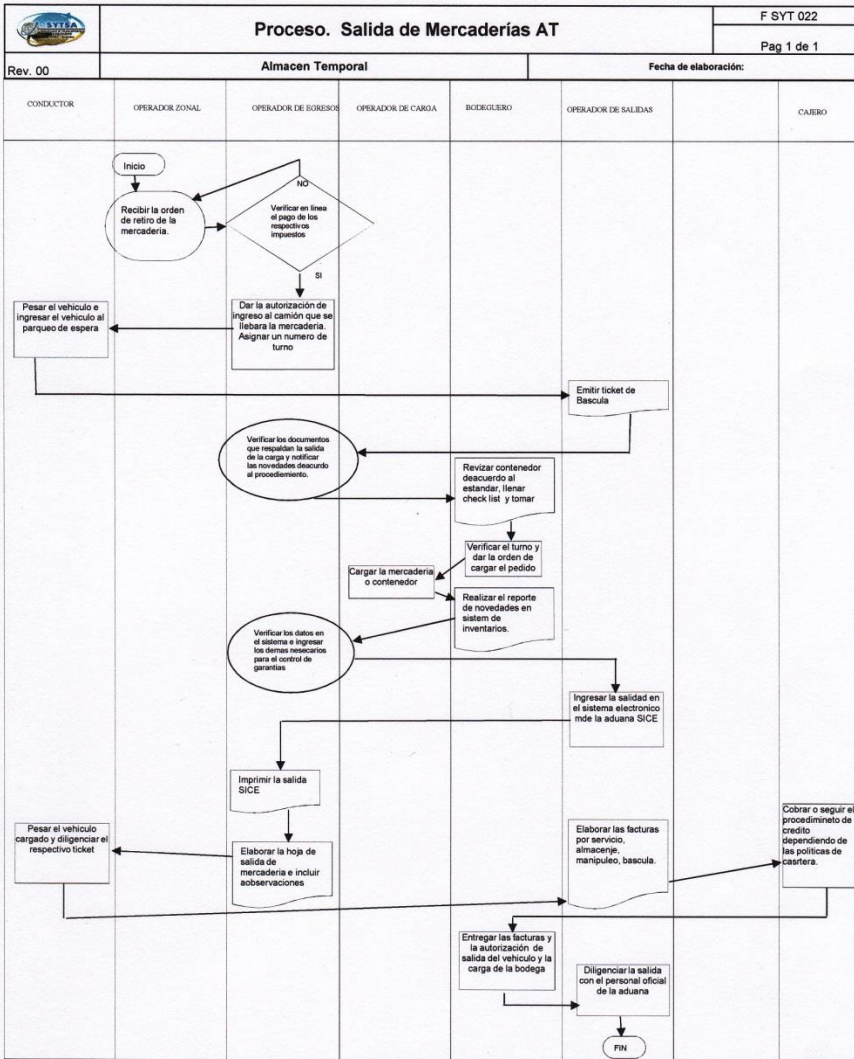 SYTSA
Proceso. Salida de Mercaderías AT
F SYT 022
Pag 1 de 1
Rev. 00
Almacen Temporal
Fecha de elaboración:
CONDUCTOR
OPERADOR ZONAL
OPERADOR DE EGRESOS
OPERADOR DE CARGA
BODEGUERO
OPERADOR DE SALIDAS
CAJERO
Inicio
Recibir la orden
de retiro de la
mercaderia.
NO
Verificar en linea
el pago de los
respectivos
impuestos
SI
Pesar el vehiculo e
ingresar el vehiculo al
parqueo de espera
Dar la autorización de
ingreso al camión que se
llebara la mercaderia.
Asignar un numero de
turno
Emitir ticket de
Bascula
Verificar los documentos
que respaldan la salida
de la carga y notificar
las novedades deacurdo
al procediemiento.
Revizar contenedor
deacuerdo al
estandar, llenar
check list y tomar
Verificar el turno y
dar la orden de
cargar el pedido
Cargar la mercaderia
o contenedor
Realizar el reporte
de novedades en
sistem de
inventarios.
Verificar los datos en
el sistema e ingresar
los demas nesecarios
para el control de
garantias
Ingresar la salidad en
el sistema electronico
mde la aduana SICE
Imprimir la salida
SICE
Pesar el vehiculo
cargado y diligenciar el
respectivo ticket
Elaborar la hoja de
salida de
mercaderia e incluir
aobservaciones
Elaborar las facturas
por servicio,
almacenje,
manipuleo, bascula.
Cobrar o seguir el
procedimineto de
credito
dependiendo de
las politicas de
casrtera.
Entregar las facturas y
la autorización de
salida del vehiculo y la
carga de la bodega
Diligenciar la salida
con el personal oficial
de la aduana
FIN